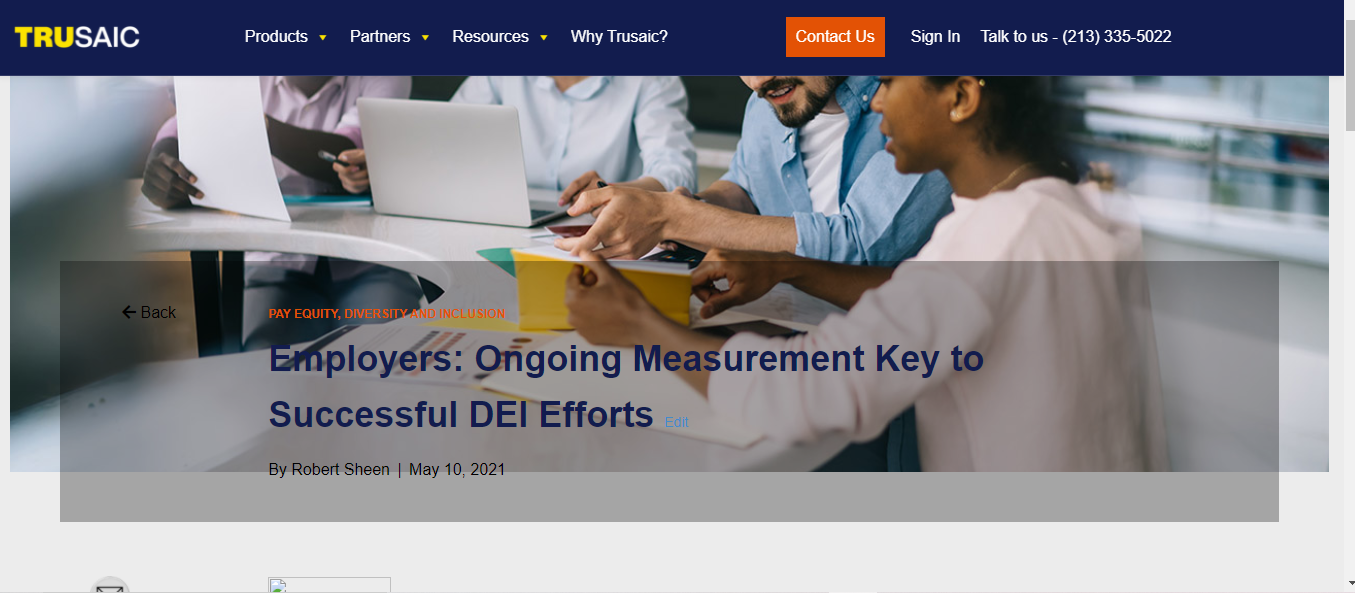 TRUSAIC
Products Partners Resources Why Trusaic? Contact Us Sign In Talk to us - (213) 335-5022
Back
PAY EQUITY, DIVERSITY AND INCLUSION
Employers: Ongoing Measurement Key to
Successful DEI Efforts Edit
By Robert Sheen | May 10, 2021